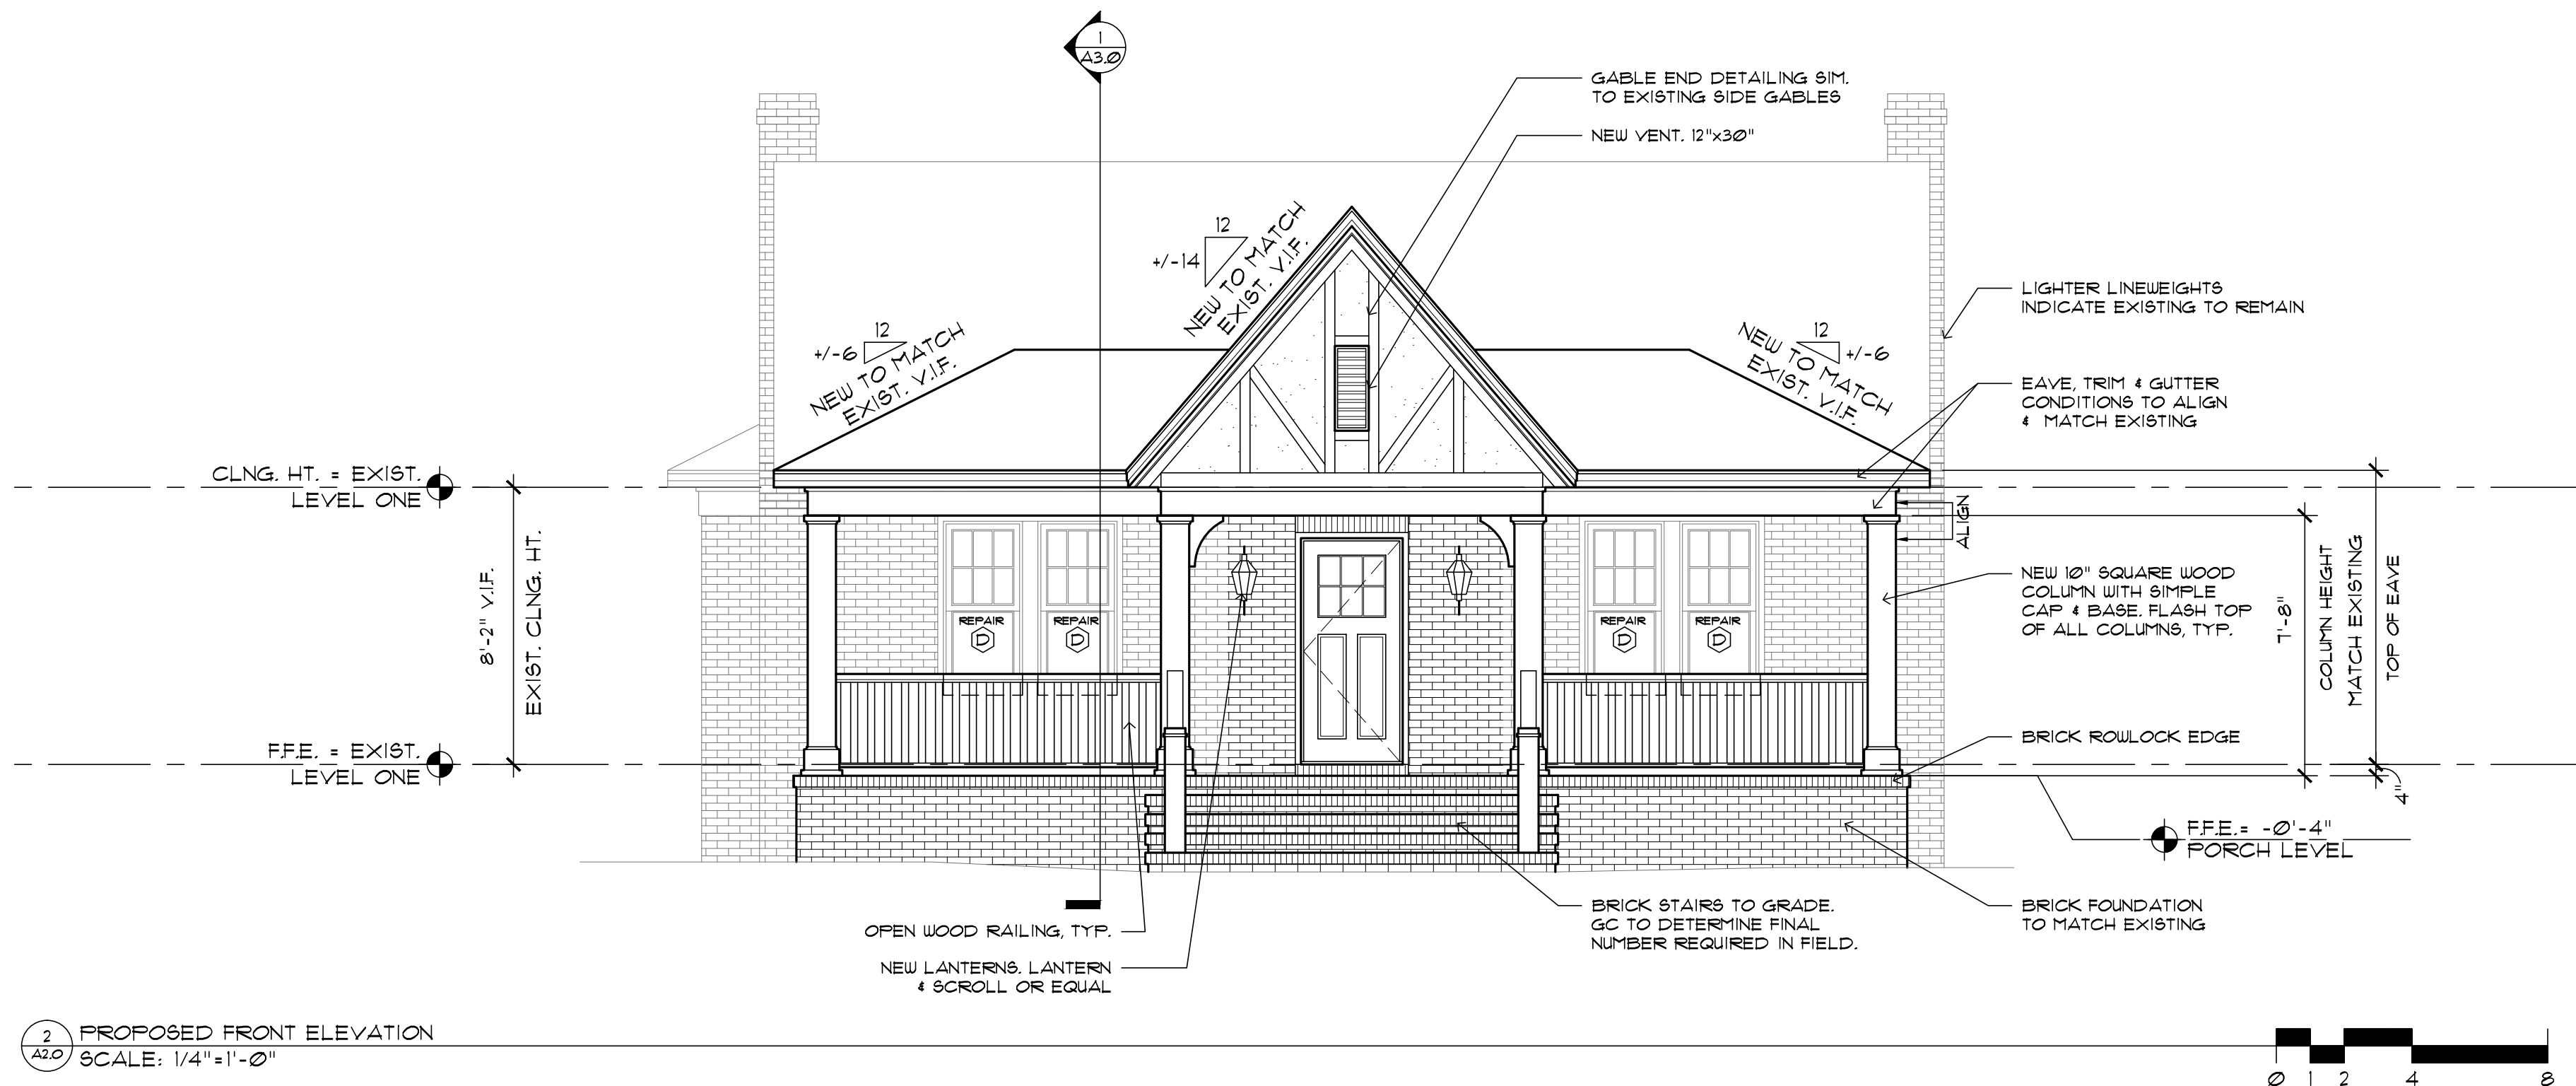 1
A3.0
GABLE END DETAILING SIM.
TO EXISTING SIDE GABLES
NEW VENT. 12"x30"
12
+/-14
NEW TO MATCH
EXIST. V.I.F.
12
+/-6
NEW TO MATCH
EXIST. V.I.F.
12
+/-6
NEW TO MATCH
EXIST. V.I.F.
LIGHTER LINEWEIGHTS
INDICATE EXISTING TO REMAIN
EAVE, TRIM & GUTTER
CONDITIONS TO ALIGN
& MATCH EXISTING
CLNG. HT. = EXIST.
LEVEL ONE
8'-2" V.I.F.
EXIST. CLNG. HT.
F.F.E. = EXIST.
LEVEL ONE
REPAIR
D
REPAIR
D
REPAIR
D
REPAIR
D
ALIGN
NEW 10" SQUARE WOOD
COLUMN WITH SIMPLE
CAP & BASE. FLASH TOP
OF ALL COLUMNS, TYP.
7'-8"
COLUMN HEIGHT
MATCH EXISTING
TOP OF EAVE
BRICK ROWLOCK EDGE
4"
F.F.E.= -0'-4"
PORCH LEVEL
OPEN WOOD RAILING, TYP.
NEW LANTERNS. LANTERN
& SCROLL OR EQUAL
BRICK STAIRS TO GRADE.
GC TO DETERMINE FINAL
NUMBER REQUIRED IN FIELD.
BRICK FOUNDATION
TO MATCH EXISTING
2
A2.0
PROPOSED FRONT ELEVATION
SCALE: 1/4"=1'-0"
0 1 2 4 8